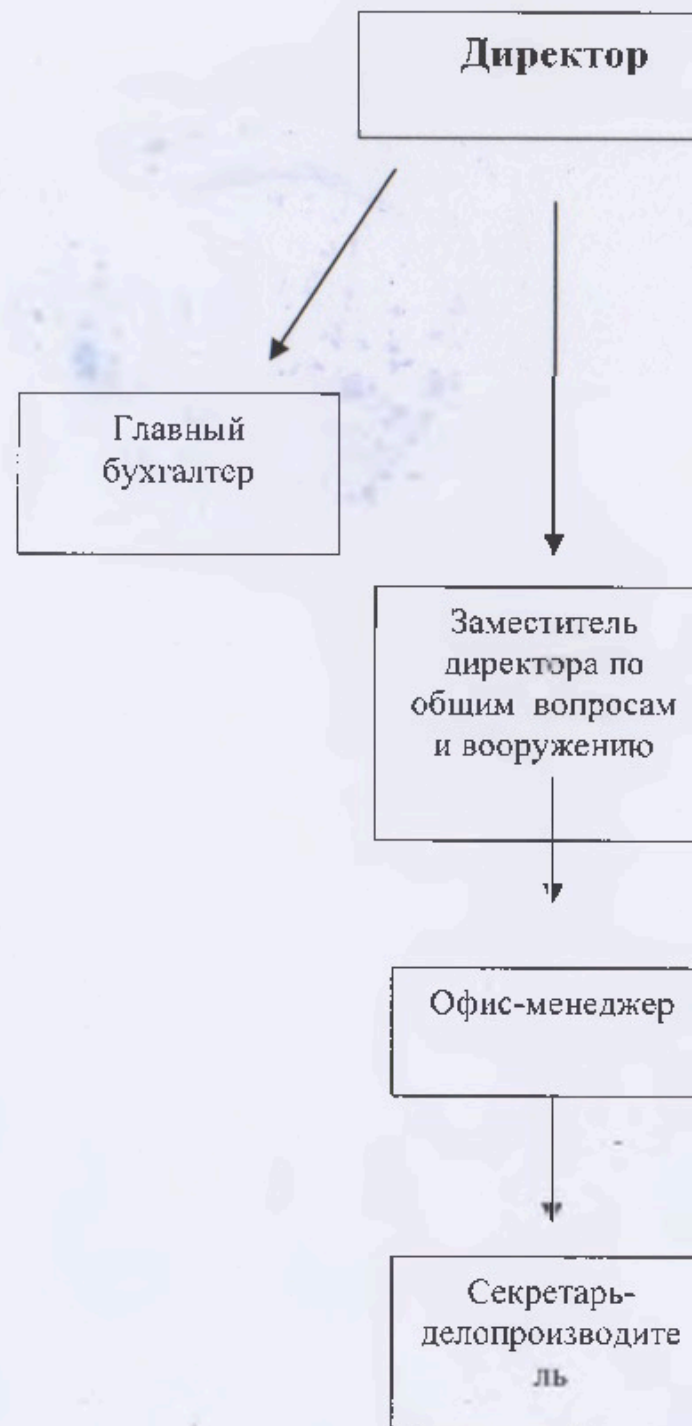 Директор
Главный
бухгалтер
Заместитель
директора по
общим вопросам
и вооружению
Офис-менеджер
Секретарь-
делопроизводите
ль